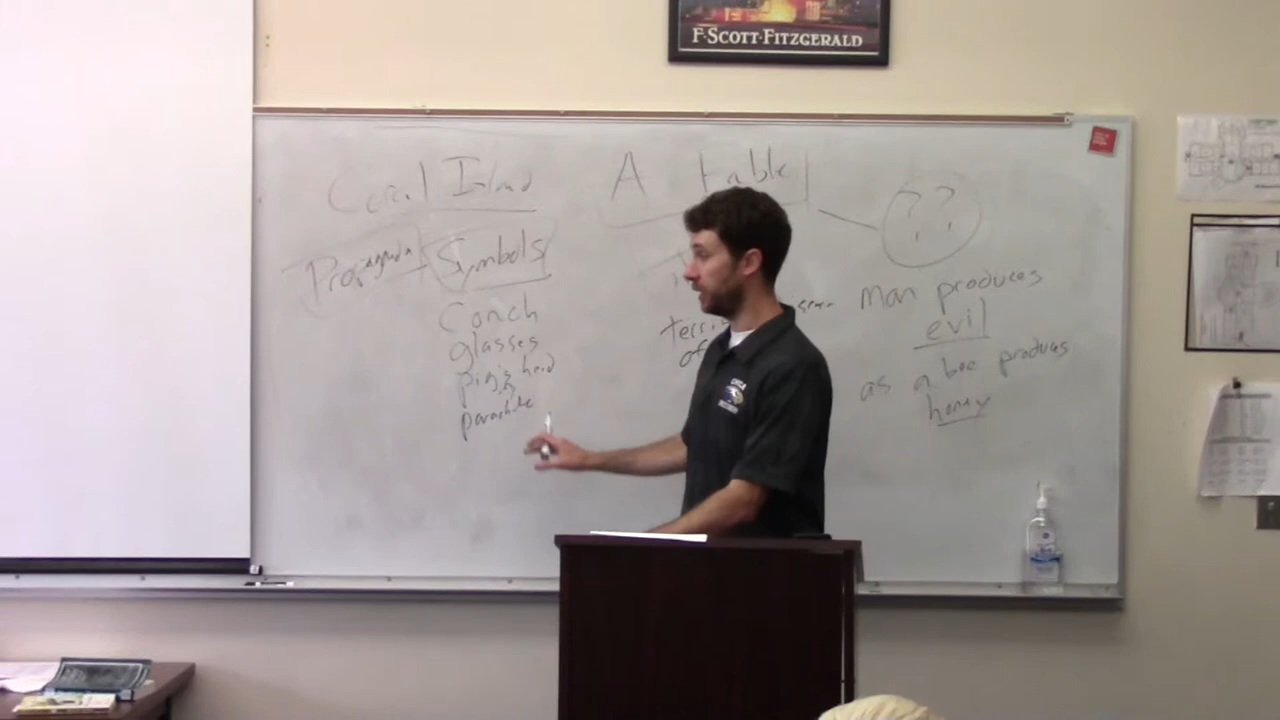 F·SCOTT·FITZGERALD
Coral Island
A fable
? ?
Propaganda
Symbols
Conch
glasses
pig's head
parachute
of
Man produces
evil
as a bee produces
honey